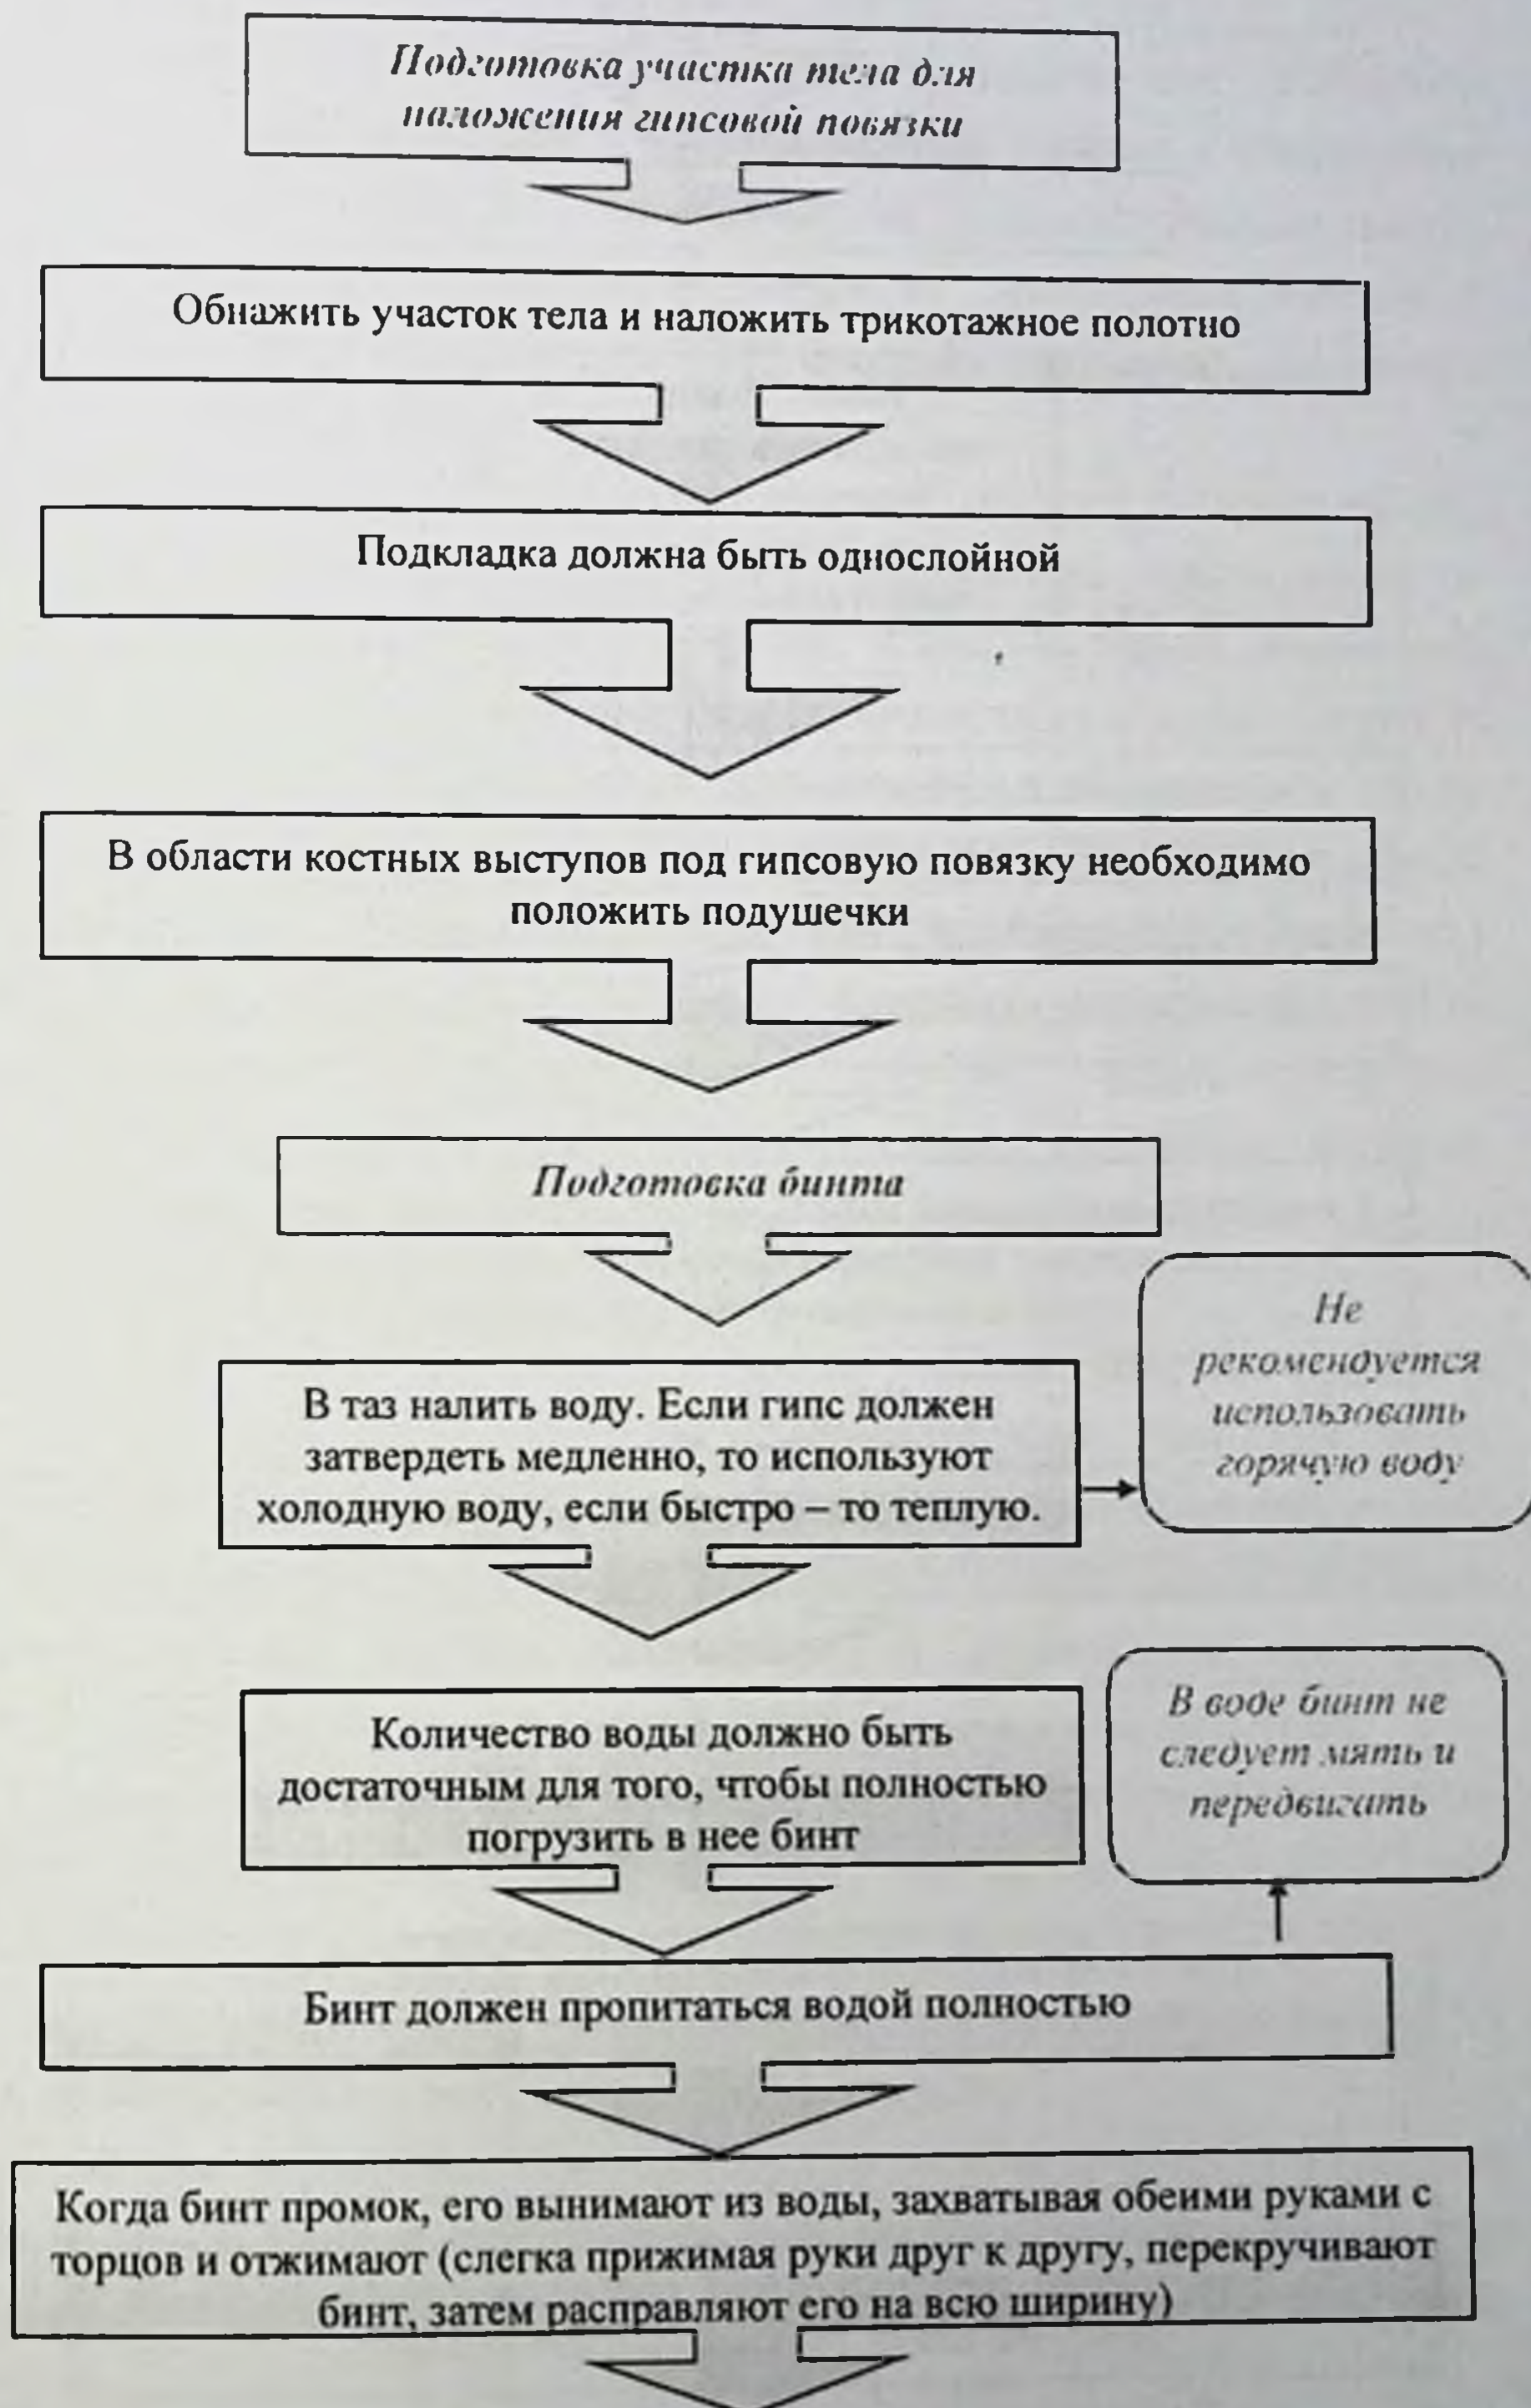 Подготовка участка тела для
наложения гипсовой повязки
Обнажить участок тела и наложить трикотажное полотно
Подкладка должна быть однослойной
В области костных выступов под гипсовую повязку необходимо
положить подушечки
Подготовка бинта
Не
рекомендуется
использовать
горячую воду
В таз налить воду. Если гипс должен
затвердеть медленно, то используют
холодную воду, если быстро – то теплую.
Количество воды должно быть
достаточным для того, чтобы полностью
погрузить в нее бинт
В воде бинт не
следует мять и
передвигать
Бинт должен пропитаться водой полностью
Когда бинт промок, его вынимают из воды, захватывая обеими руками с
торцов и отжимают (слегка прижимая руки друг к другу, перекручивают
бинт, затем расправляют его на всю ширину)